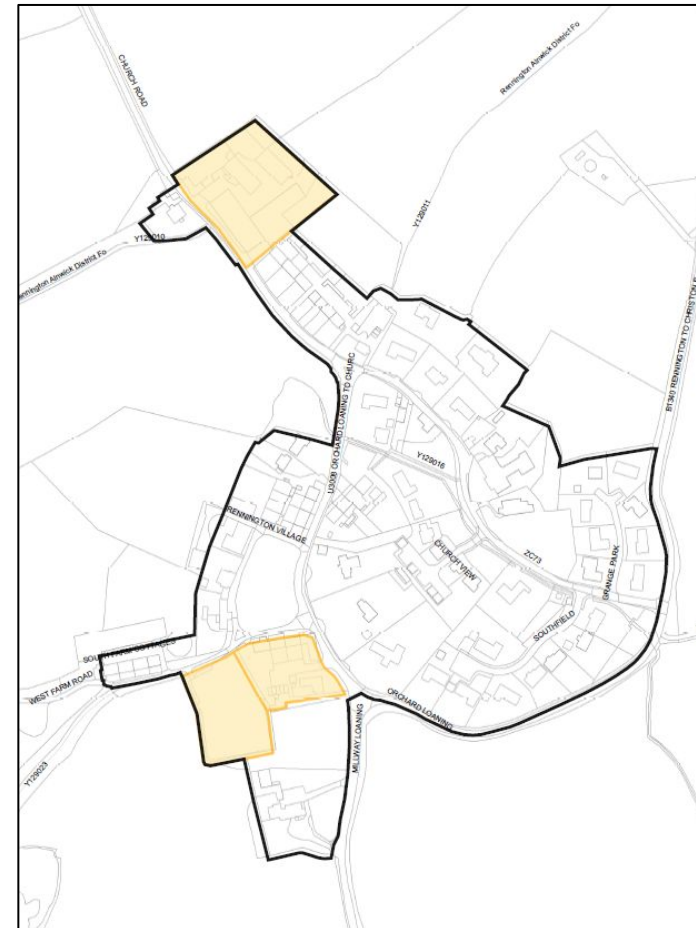 CHURCH ROAD
Rennington Alnwick District Fo
Y129011
Y129010
Rennington Alnwick District Fo
B1340 RENNINGTON TO CHRISTON
U3008 ORCHARD LOANING TO CHURC
Y129016
RENNINGTON VILLAGE
CHURCH VIEW
ZC73
GRANGE PARK
SOUTHFIELD
WEST FARM ROAD
ORCHARD LOANING
MILLWAY LOANING
Y129023